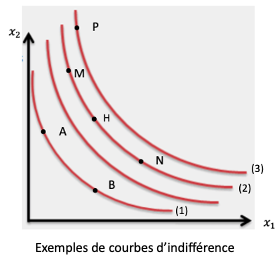 x₂
P
M
H
A
N
B
(3)
(2)
(1)
x₁
Exemples de courbes d'indifférence